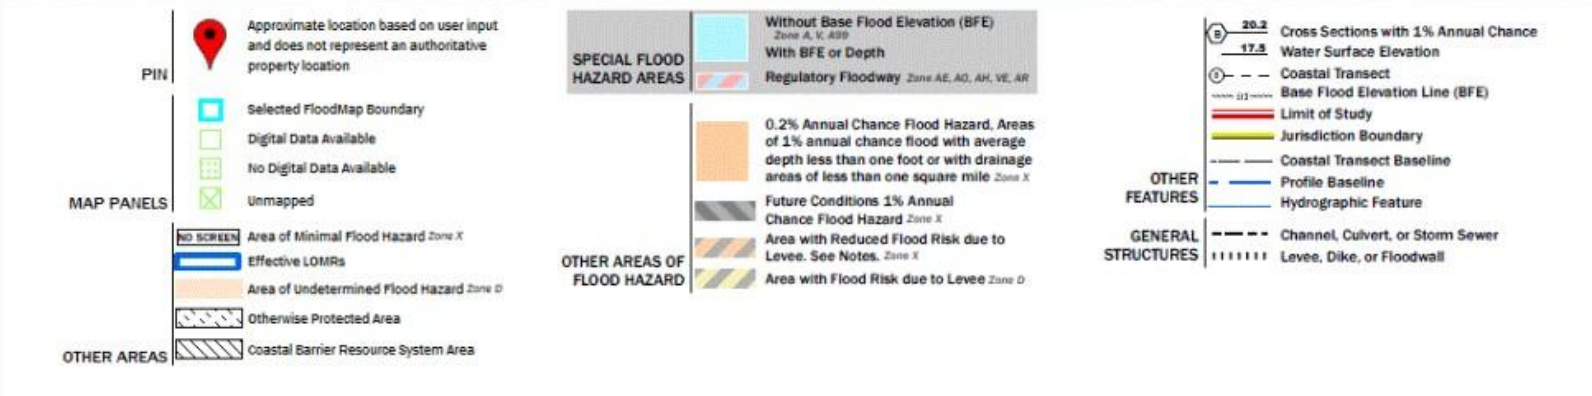 Approximate location based on user input
and does not represent an authoritative
property location
PIN
Selected FloodMap Boundary
Digital Data Available
No Digital Data Available
Unmapped
MAP PANELS
NO SCREEN Area of Minimal Flood Hazard Zone X
Effective LOMRs
Area of Undetermined Flood Hazard Zone D
Otherwise Protected Area
Coastal Barrier Resource System Area
OTHER AREAS
Without Base Flood Elevation (BFE)
Zone A, V, A99
With BFE or Depth
Regulatory Floodway Zone AE, AO, AH, VE, AR
SPECIAL FLOOD
HAZARD AREAS
0.2% Annual Chance Flood Hazard, Areas
of 1% annual chance flood with average
depth less than one foot or with drainage
areas of less than one square mile Zone X
Future Conditions 1% Annual
Chance Flood Hazard Zone X
Area with Reduced Flood Risk due to
Levee. See Notes. Zone X
Area with Flood Risk due to Levee Zone D
OTHER AREAS OF
FLOOD HAZARD
B 20.2 Cross Sections with 1% Annual Chance
17.5 Water Surface Elevation
Coastal Transect
Base Flood Elevation Line (BFE)
Limit of Study
Jurisdiction Boundary
Coastal Transect Baseline
Profile Baseline
Hydrographic Feature
OTHER
FEATURES
Channel, Culvert, or Storm Sewer
Levee, Dike, or Floodwall
GENERAL
STRUCTURES